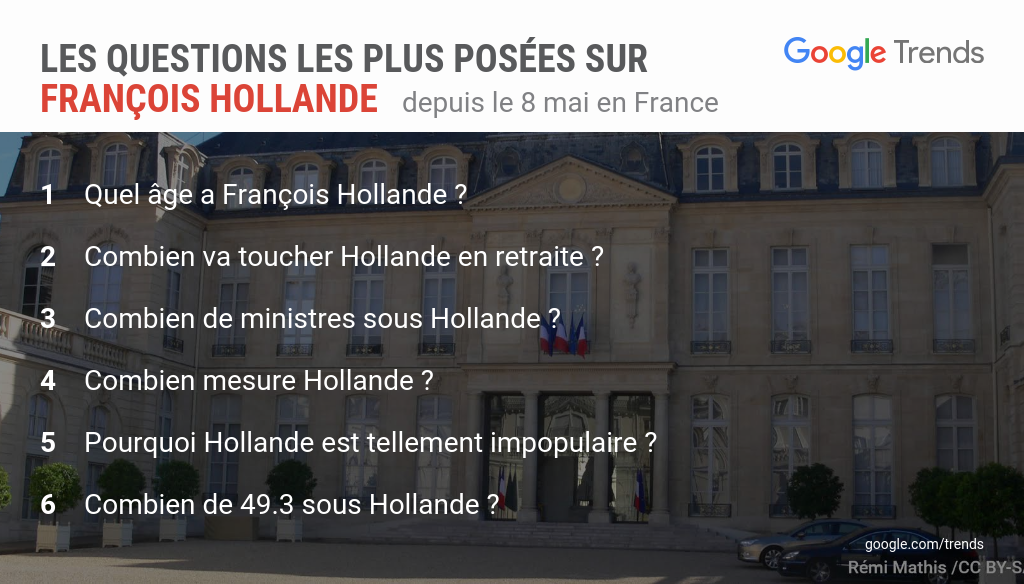 LES QUESTIONS LES PLUS POSÉES SUR
FRANÇOIS HOLLANDE depuis le 8 mai en France
Google Trends
1 Quel âge a François Hollande ?
2 Combien va toucher Hollande en retraite ?
3 Combien de ministres sous Hollande ?
4 Combien mesure Hollande ?
5 Pourquoi Hollande est tellement impopulaire ?
6 Combien de 49.3 sous Hollande ?
google.com/trends
Rémi Mathis /CC BY-S